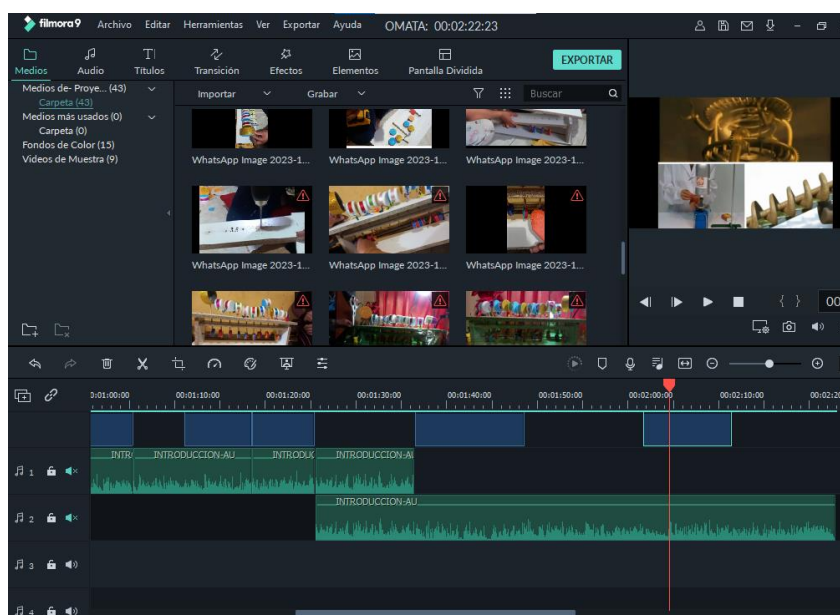 filmora9 Archivo Editar Herramientas Ver Exportar Ayuda OMATA: 00:02:22:23
Medios Audio Títulos Transición Efectos Elementos Pantalla Dividida EXPORTAR
Medios de- Proye... (43) Importar Grabar Buscar
Carpeta (43)
Medios más usados (0)
Carpeta (0)
Fondos de Color (15)
Videos de Muestra (9)
WhatsApp Image 2023-1... WhatsApp Image 2023-1... WhatsApp Image 2023-1...
WhatsApp Image 2023-1... WhatsApp Image 2023-1... WhatsApp Image 2023-1...
{ } 00
0:01:00:00 00:01:10:00 00:01:20:00 00:01:30:00 00:01:40:00 00:01:50:00 00:02:00:00 00:02:10:00 00:02:20
INTR INTRODUCCION-AU INTRODUC INTRODUCCION-AU
1
INTRODUCCION-AU
2
3
4